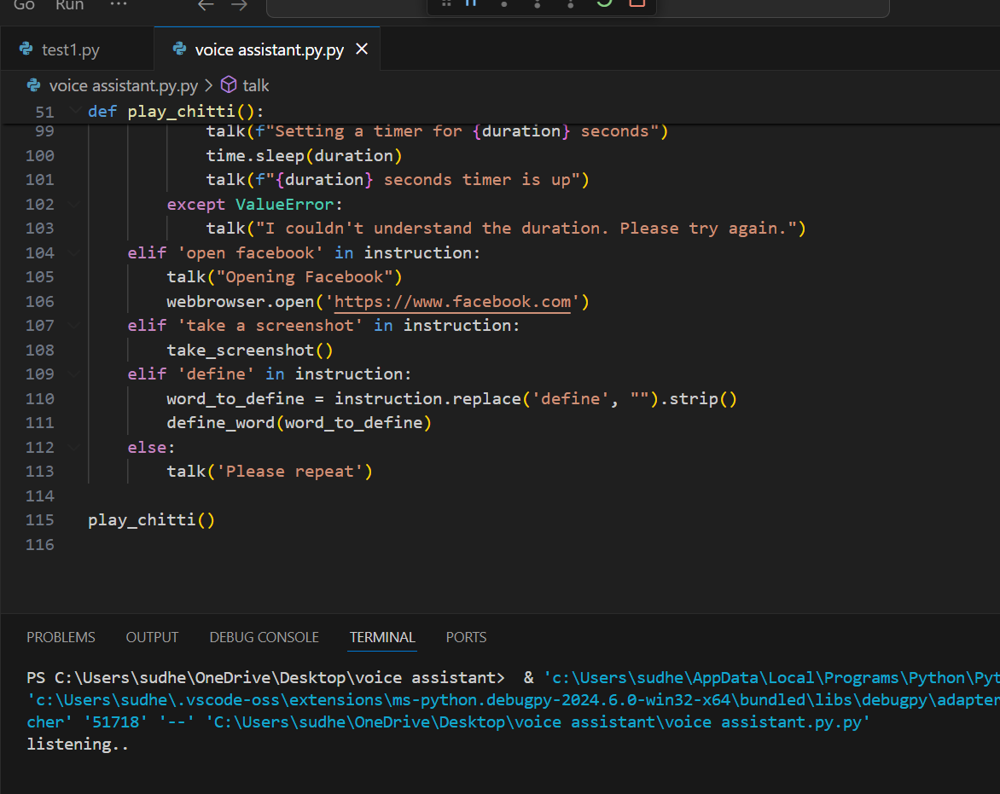 Go Run ...
test1.py voice assistant.py.py
voice assistant.py.py > talk
51 def play_chitti():
99 talk(f"Setting a timer for {duration} seconds")
100 time.sleep(duration)
101 talk(f"{duration} seconds timer is up")
102 except ValueError:
103 talk("I couldn't understand the duration. Please try again.")
104 elif 'open facebook' in instruction:
105 talk("Opening Facebook")
106 webbrowser.open('https://www.facebook.com')
107 elif 'take a screenshot' in instruction:
108 take_screenshot()
109 elif 'define' in instruction:
110 word_to_define = instruction.replace('define', "").strip()
111 define_word(word_to_define)
112 else:
113 talk('Please repeat')
114
115 play_chitti()
116
PROBLEMS OUTPUT DEBUG CONSOLE TERMINAL PORTS
PS C:\Users\sudhe\OneDrive\Desktop\voice assistant> & 'c:\Users\sudhe\AppData\Local\Programs\Python\Pyt
'c:\Users\sudhe\.vscode-oss\extensions\ms-python.debugpy-2024.6.0-win32-x64\bundled\libs\debugpy\adapter
cher' '51718' '--' 'C:\Users\sudhe\OneDrive\Desktop\voice assistant\voice assistant.py.py'
listening..